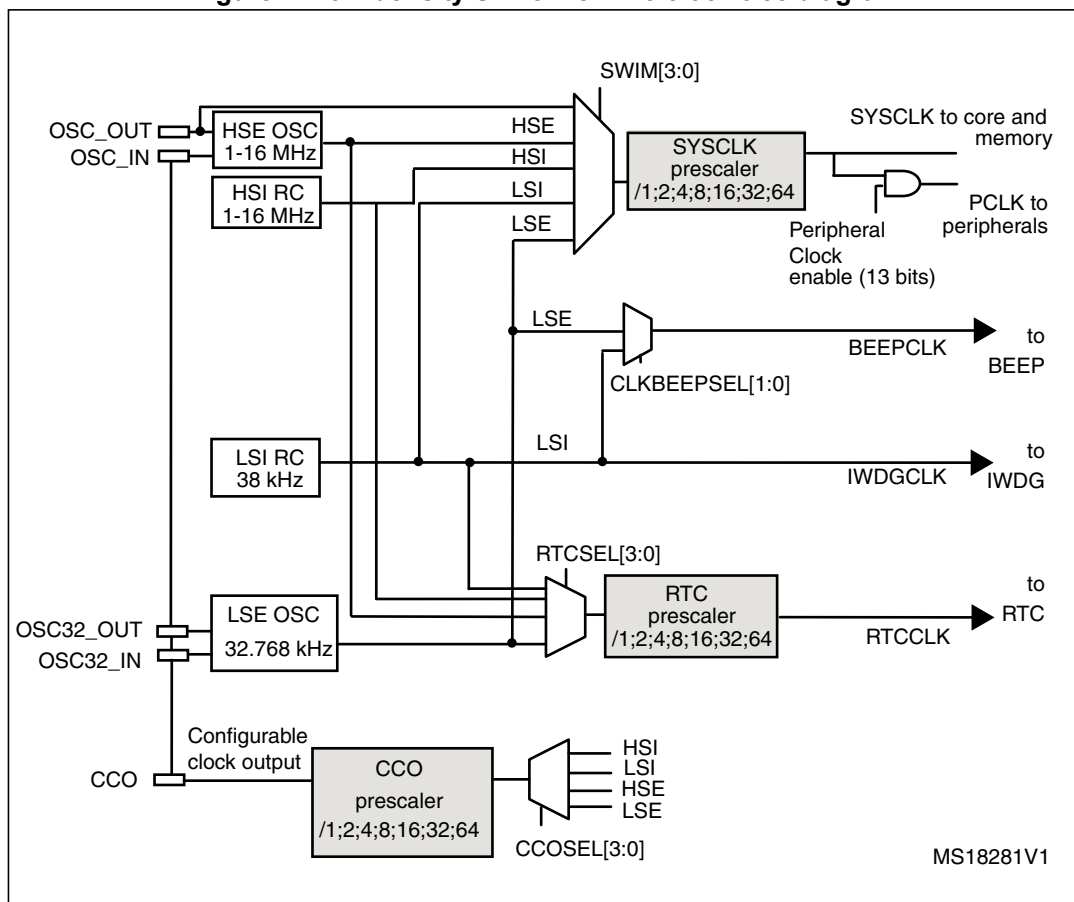 SWIM[3:0]
OSC_OUT
OSC_IN
HSE OSC
1-16 MHz
HSI RC
1-16 MHz
HSE
HSI
LSI
LSE
SYSCLK
prescaler
/1;2;4;8;16;32;64
SYSCLK to core and
memory
PCLK to
peripherals
Peripheral
Clock
enable (13 bits)
LSE
BEEPCLK
to
BEEP
CLKBEEPSEL[1:0]
LSI RC
38 kHz
LSI
IWDGCLK
to
IWDG
RTCSEL[3:0]
OSC32_OUT
OSC32_IN
LSE OSC
32.768 kHz
RTC
prescaler
/1;2;4;8;16;32;64
RTCCLK
to
RTC
CCO
Configurable
clock output
CCO
prescaler
/1;2;4;8;16;32;64
HSI
LSI
HSE
LSE
CCOSEL[3:0]
MS18281V1